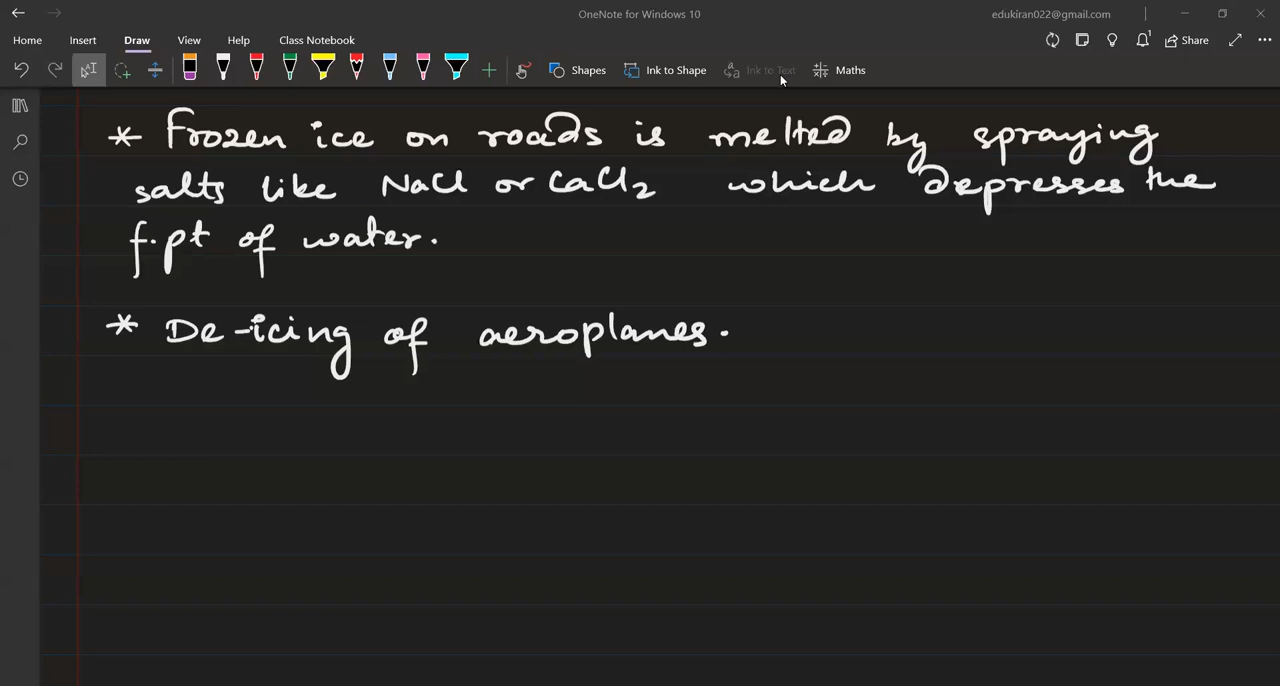 OneNote for Windows 10
edukiran022@gmail.com
Home Insert Draw View Help Class Notebook
Share
Shapes Ink to Shape Ink to Text Maths
* Frozen ice on roads is melted by spraying
salts like NaCl or CaCl2 which depresses the
f.pt of water.
* De-icing of aeroplanes.